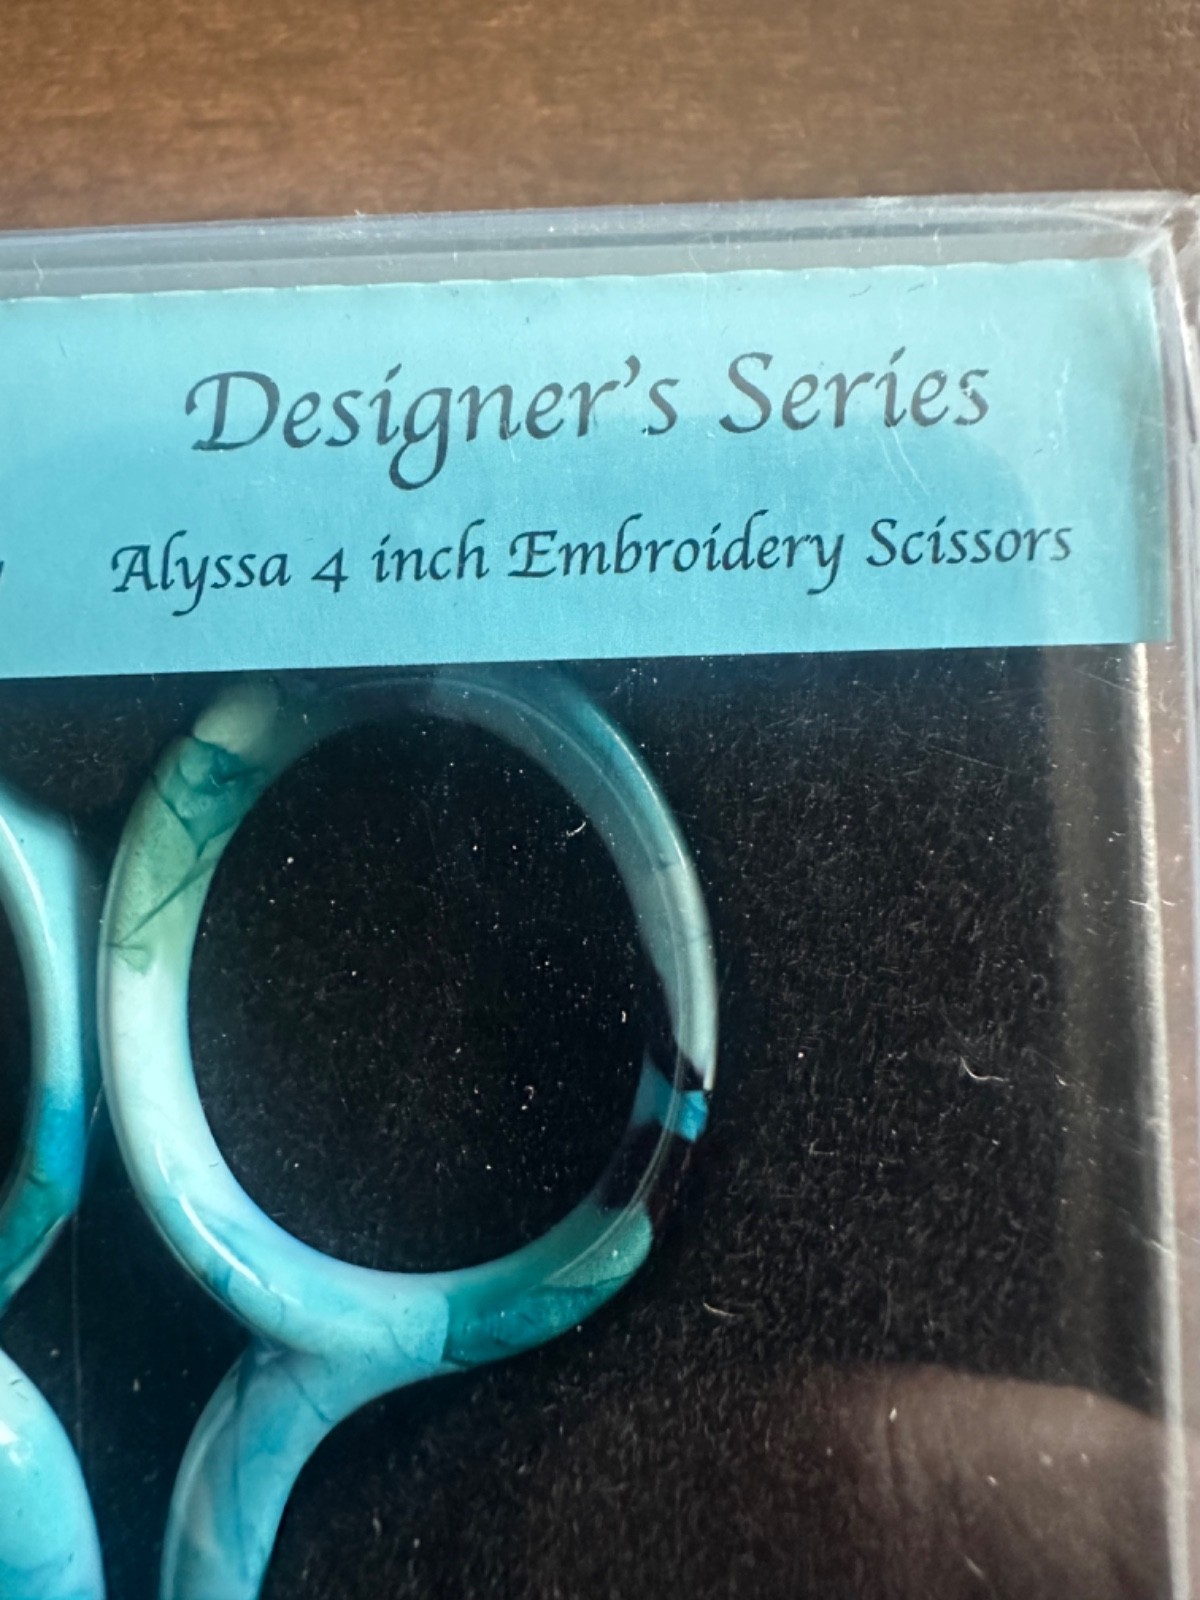 Designer's Series
Alyssa 4 inch Embroidery Scissors